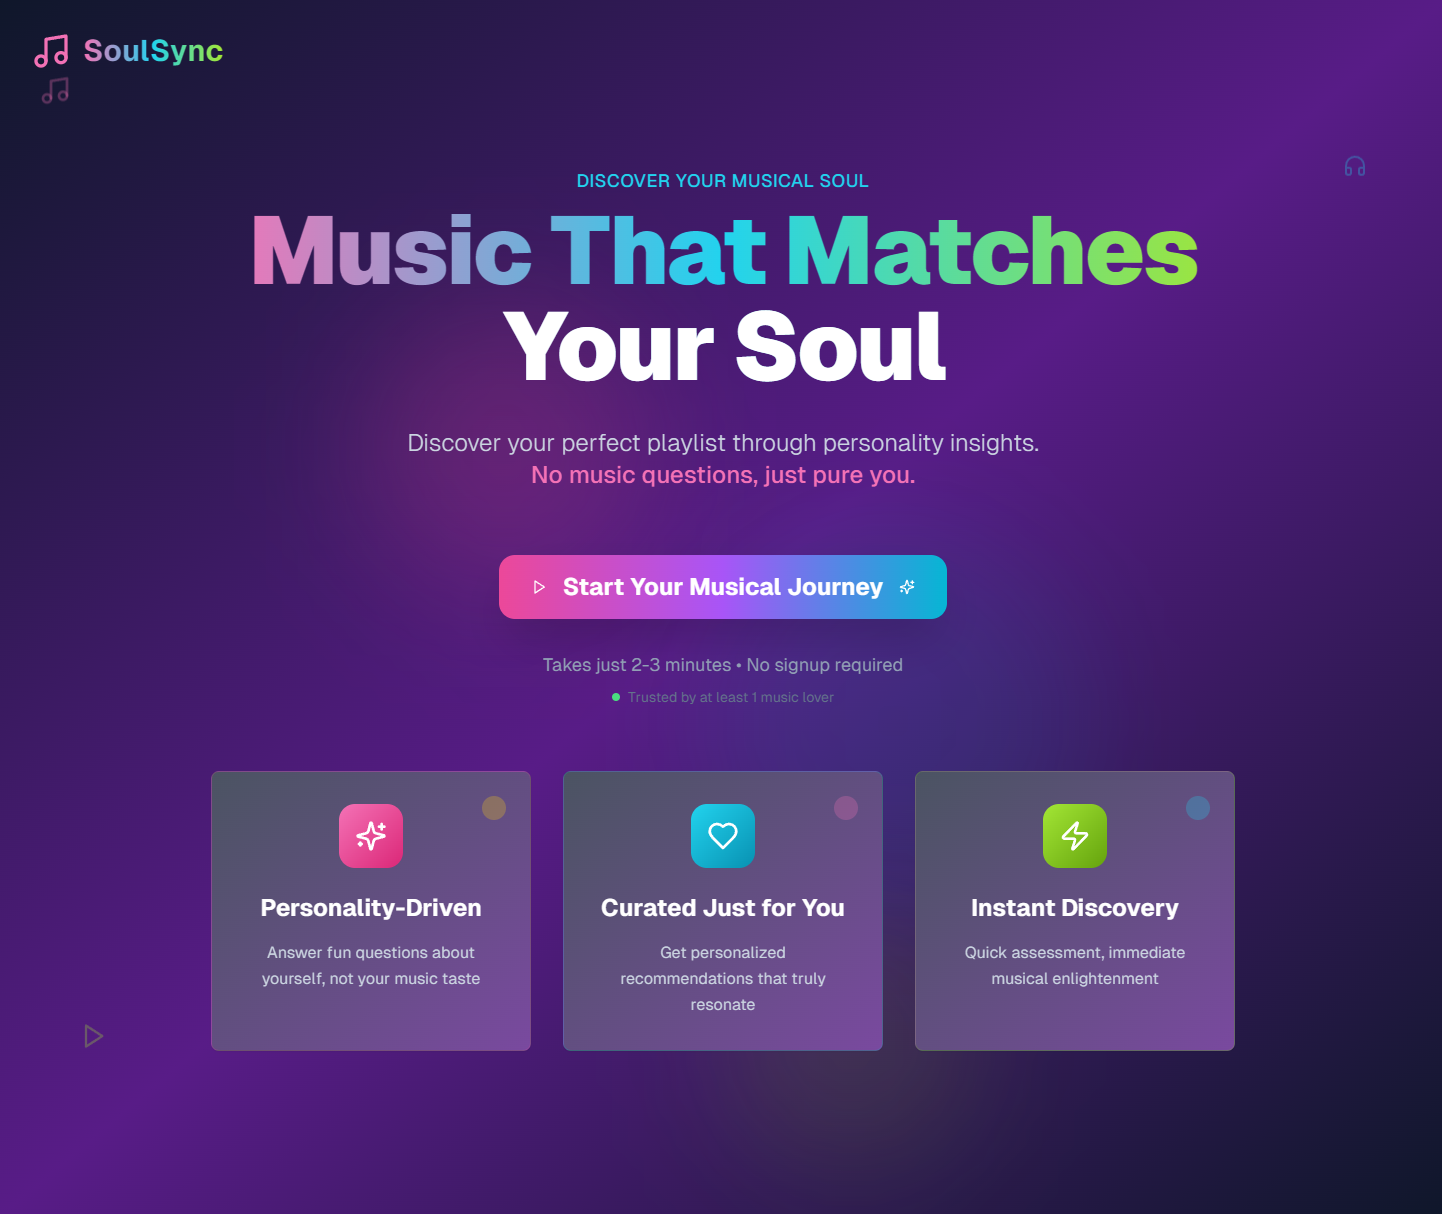 SoulSync
DISCOVER YOUR MUSICAL SOUL
Music That Matches
Your Soul
Discover your perfect playlist through personality insights.
No music questions, just pure you.
Start Your Musical Journey
Takes just 2-3 minutes • No signup required
Trusted by at least 1 music lover
Personality-Driven
Answer fun questions about
yourself, not your music taste
Curated Just for You
Get personalized
recommendations that truly
resonate
Instant Discovery
Quick assessment, immediate
musical enlightenment